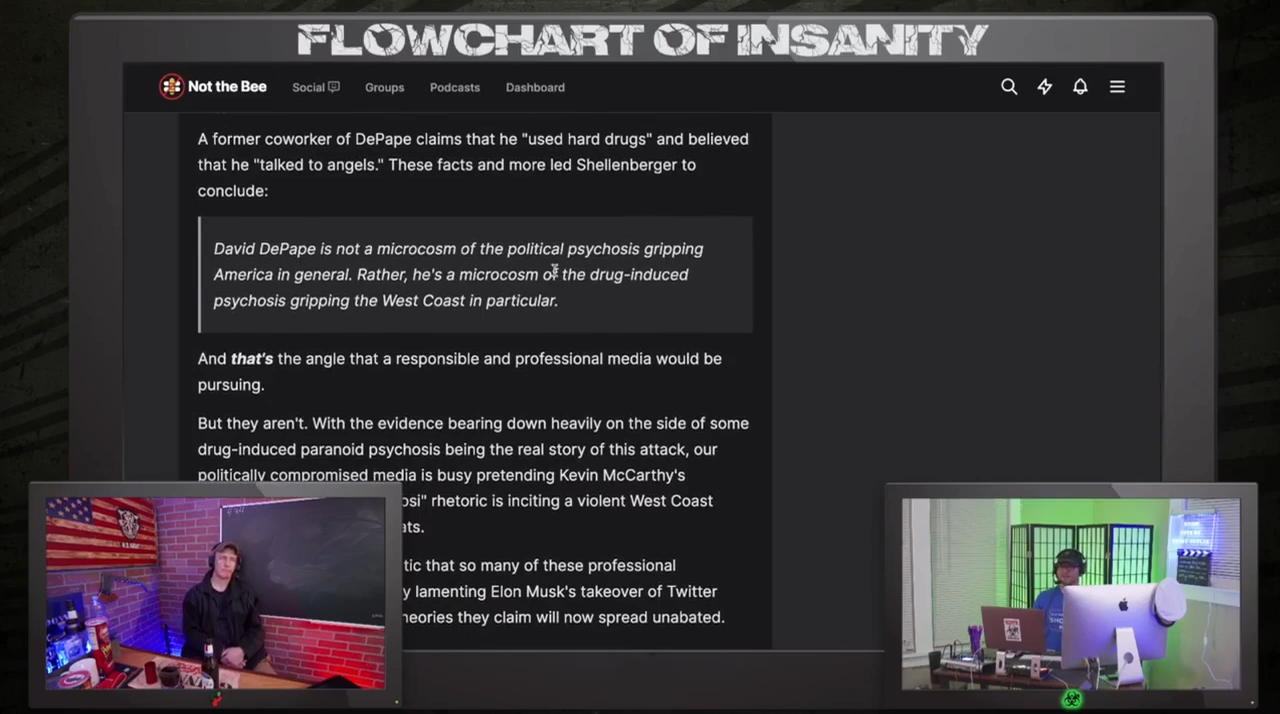 FLOWCHART OF INSANITY
Not the Bee Social Groups Podcasts Dashboard
A former coworker of DePape claims that he "used hard drugs" and believed
that he "talked to angels." These facts and more led Shellenberger to
conclude:
David DePape is not a microcosm of the political psychosis gripping
America in general. Rather, he's a microcosm of the drug-induced
psychosis gripping the West Coast in particular.
And that's the angle that a responsible and professional media would be
pursuing.
But they aren't. With the evidence bearing down heavily on the side of some
drug-induced paranoid psychosis being the real story of this attack, our
politically compromised media is busy pretending Kevin McCarthy's
osi" rhetoric is inciting a violent West Coast
ats.
tic that so many of these professional
y lamenting Elon Musk's takeover of Twitter
heories they claim will now spread unabated.